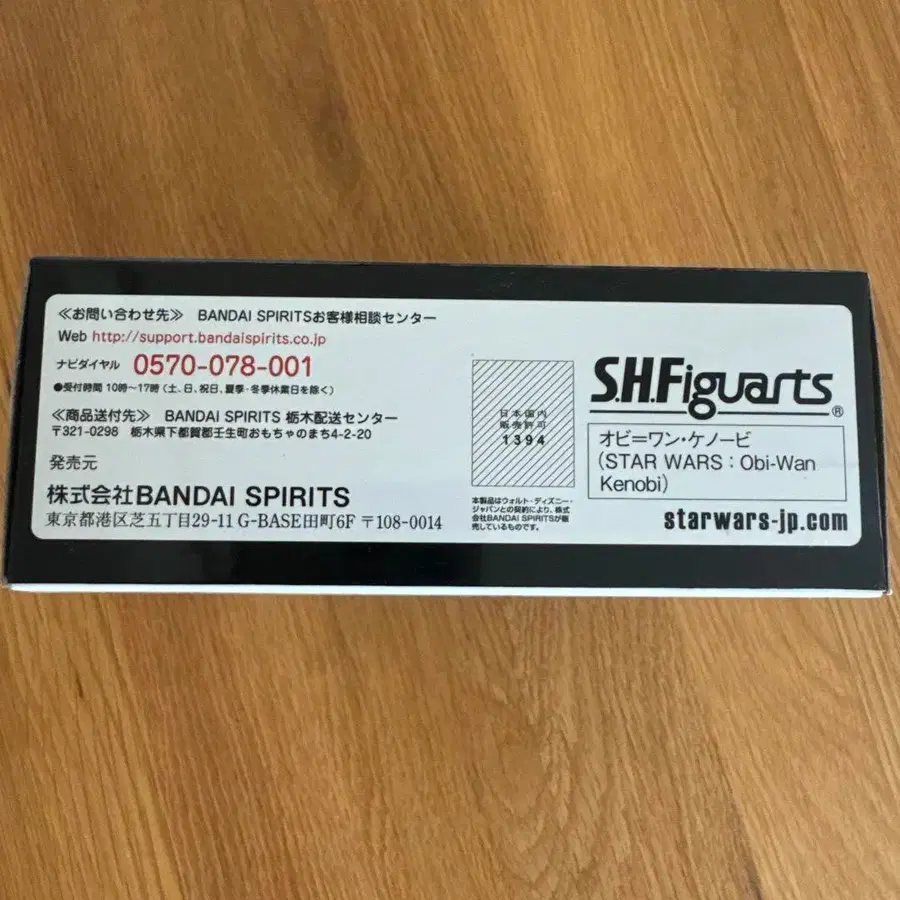 ≪お問い合わせ先≫ BANDAI SPIRITSお客様相談センター
Web http://support.bandaispirits.co.jp
ナビダイヤル 0570-078-001
●受付時間 10時～17時（土、日、祝日、夏季・冬季休業日を除く）
≪商品送付先≫ BANDAI SPIRITS 栃木配送センター
〒321-0298 栃木県下都賀郡壬生町おもちゃのまち4-2-20
発売元
株式会社BANDAI SPIRITS
東京都港区芝五丁目29-11 G-BASE田町6F 〒108-0014
日本国内
販売許可
1394
本製品はウォルト・ディズニー・
ジャパンとの契約により、株式
会社BANDAI SPIRITSが販
売しているものです。
S.H.Figuarts®
オビ＝ワン・ケノービ
（STAR WARS：Obi-Wan
Kenobi）
starwars-jp.com